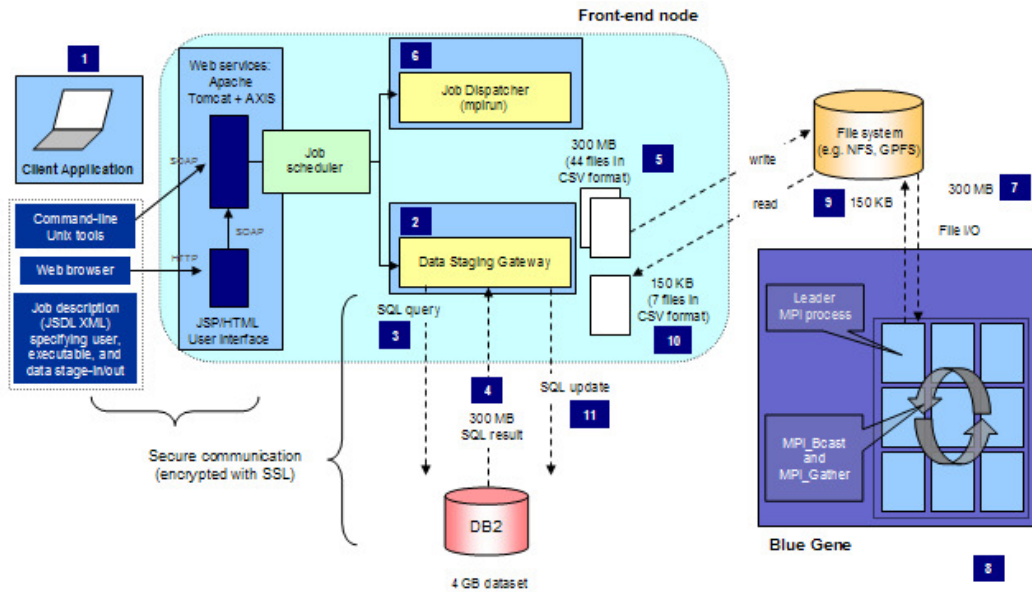 Front-end node
1
Client Application
Command-line
Unix tools
Web browser
Job description
(JSDL XML)
specifying user,
executable, and
data stage-in/out
SOAP
HTTP
Web services:
Apache
Tomcat + AXIS
SOAP
JSP/HTML
User Interface
Job
scheduler
6
Job Dispatcher
(mpirun)
2
Data Staging Gateway
300 MB
(44 files in
CSV format)
5
150 KB
(7 files in
CSV format)
10
write
read
File system
(e.g. NFS, GPFS)
9
150 KB
300 MB
7
File I/O
SQL query
3
4
300 MB
SQL result
SQL update
11
Secure communication
(encrypted with SSL)
DB2
4 GB dataset
Leader
MPI process
MPI_Bcast
and
MPI_Gather
Blue Gene
8